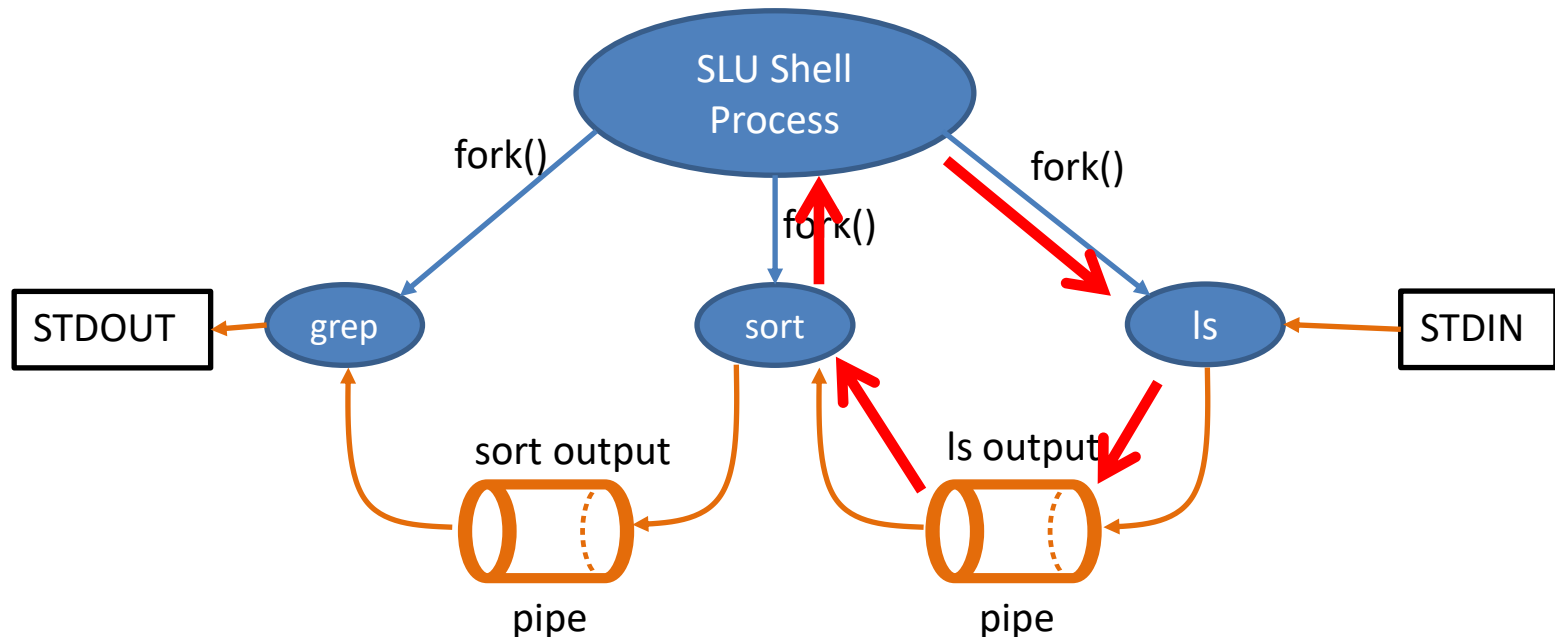 SLU Shell
Process
fork()
fork()
fork()
STDOUT
grep
sort
ls
STDIN
sort output
ls output
pipe
pipe